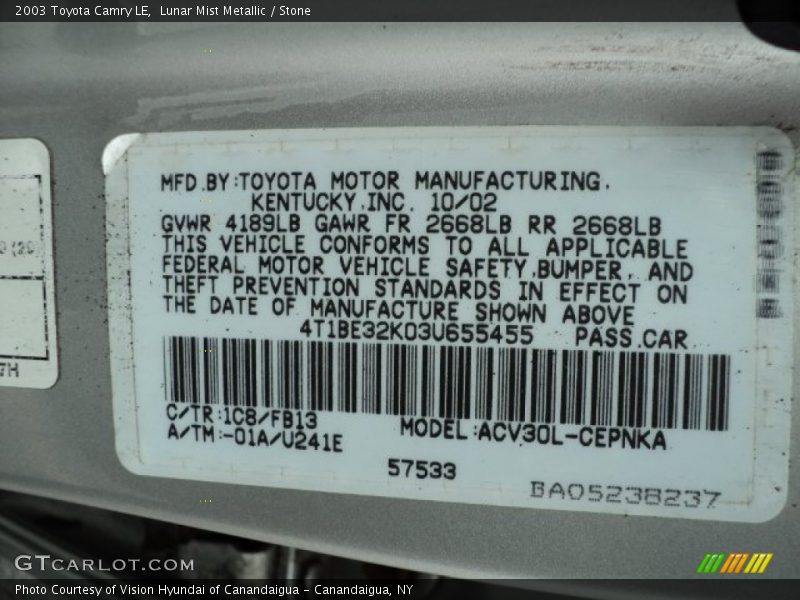 2003 Toyota Camry LE, Lunar Mist Metallic / Stone
MFD.BY:TOYOTA MOTOR MANUFACTURING.
KENTUCKY.INC. 10/02
GVWR 4189LB GAWR FR 2668LB RR 2668LB
THIS VEHICLE CONFORMS TO ALL APPLICABLE
FEDERAL MOTOR VEHICLE SAFETY.BUMPER. AND
THEFT PREVENTION STANDARDS IN EFFECT ON
THE DATE OF MANUFACTURE SHOWN ABOVE
4T1BE32K03U655455 PASS.CAR
C/TR:1C8/FB13
A/TM:-01A/U241E
MODEL:ACV30L-CEPNKA
57533
BA05238237
GTCARLOT.COM
Photo Courtesy of Vision Hyundai of Canandaigua - Canandaigua, NY